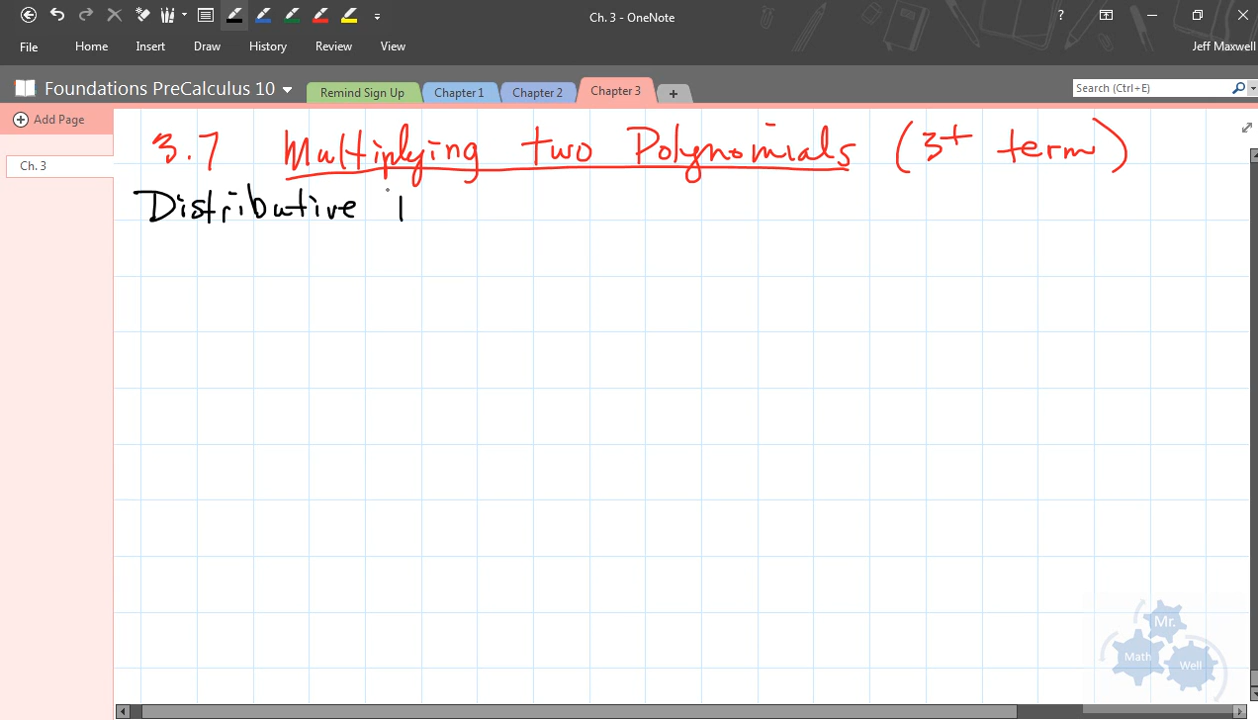 Ch. 3 - OneNote
?
File
Home
Insert
Draw
History
Review
View
Jeff Maxwell
Foundations PreCalculus 10
Remind Sign Up
Chapter 1
Chapter 2
Chapter 3
+
Search (Ctrl+E)
Add Page
Ch. 3
3.7 Multiplying two Polynomials (3+ term)
Distributive
Mr.
Math
Well